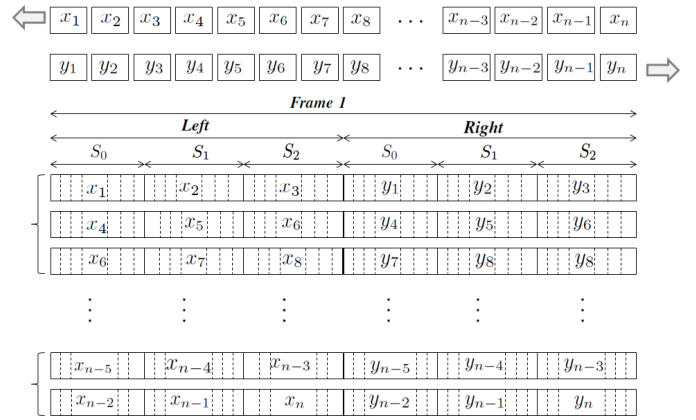 x₁ x₂ x₃ x₄ x₅ x₆ x₇ x₈ ⋯ xₙ₋₃ xₙ₋₂ xₙ₋₁ xₙ
y₁ y₂ y₃ y₄ y₅ y₆ y₇ y₈ ⋯ yₙ₋₃ yₙ₋₂ yₙ₋₁ yₙ
Frame 1
Left Right
S₀ S₁ S₂ S₀ S₁ S₂
x₁ x₂ x₃ y₁ y₂ y₃
x₄ x₅ x₆ y₄ y₅ y₆
x₆ x₇ x₈ y₇ y₈ y₈
⋮ ⋮ ⋮ ⋮ ⋮ ⋮
xₙ₋₅ xₙ₋₄ xₙ₋₃ yₙ₋₅ yₙ₋₄ yₙ₋₃
xₙ₋₂ xₙ₋₁ xₙ yₙ₋₂ yₙ₋₁ yₙ